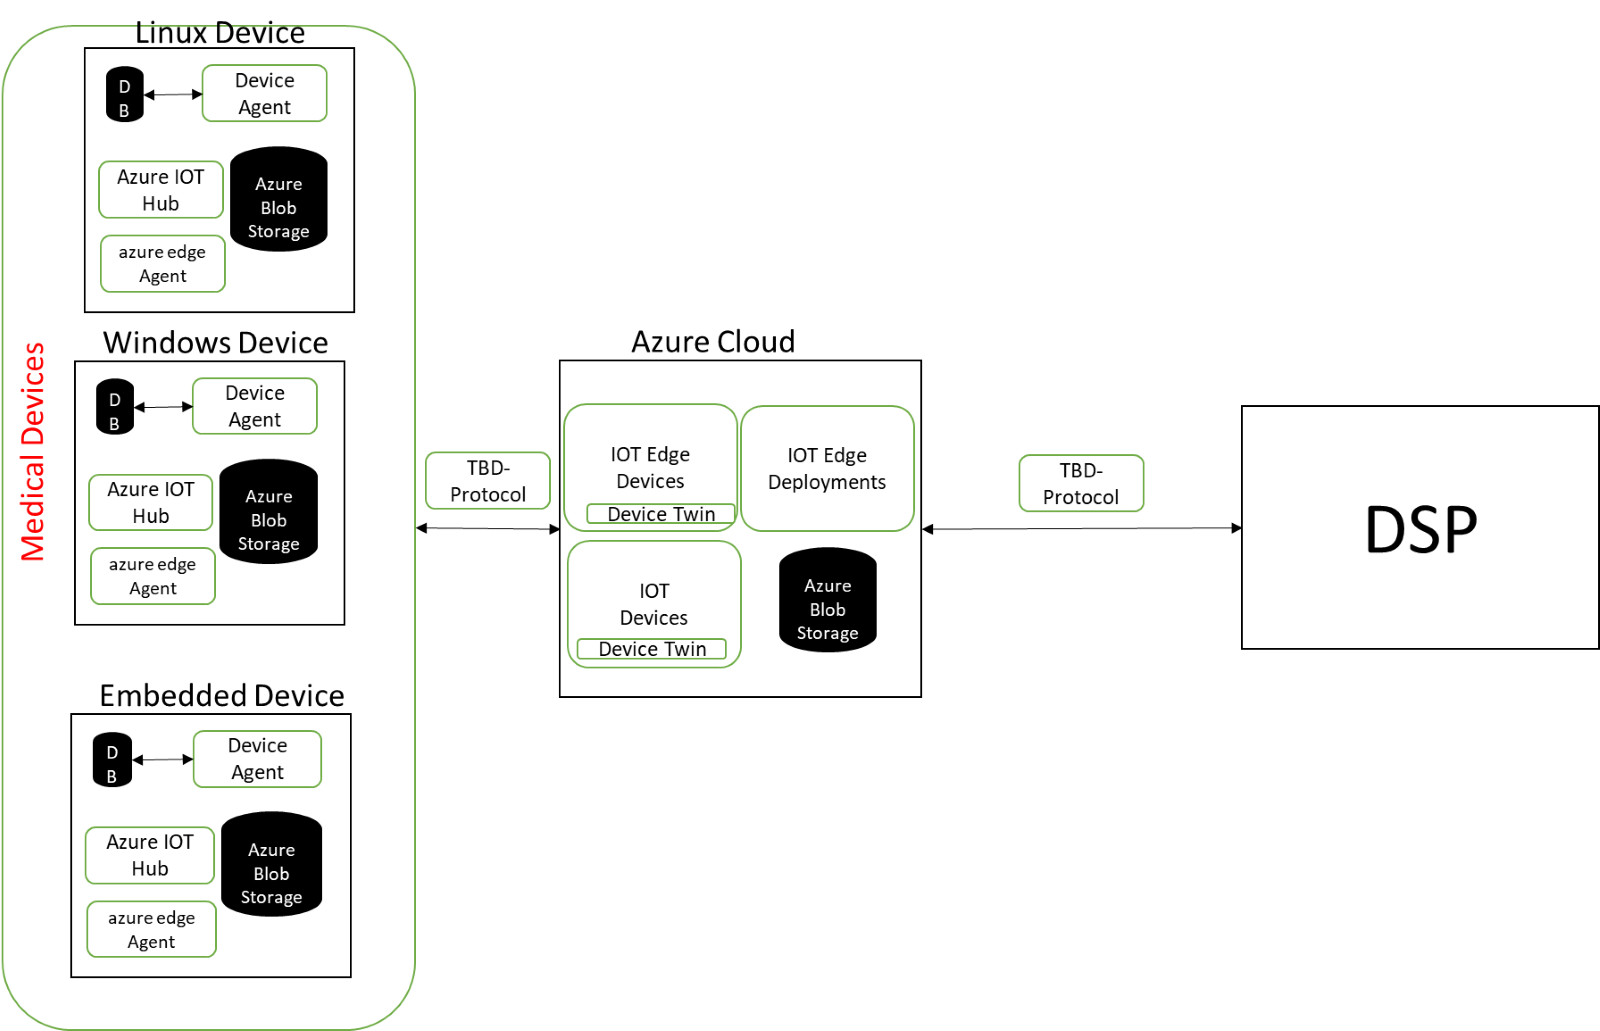 Linux Device
D
B
Device
Agent
Azure IOT
Hub
Azure
Blob
Storage
azure edge
Agent
Medical Devices
Windows Device
D
B
Device
Agent
Azure IOT
Hub
Azure
Blob
Storage
azure edge
Agent
Embedded Device
D
B
Device
Agent
Azure IOT
Hub
Azure
Blob
Storage
azure edge
Agent
TBD-
Protocol
Azure Cloud
IOT Edge
Devices
Device Twin
IOT Edge
Deployments
IOT
Devices
Device Twin
Azure
Blob
Storage
TBD-
Protocol
DSP